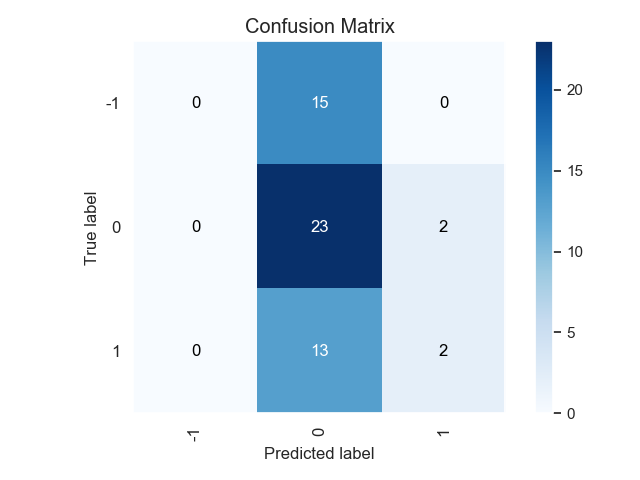 Confusion Matrix
-1 0 15 0
0 0 23 2
1 0 13 2
-1 0 1
Predicted label
True label
20
15
10
5
0